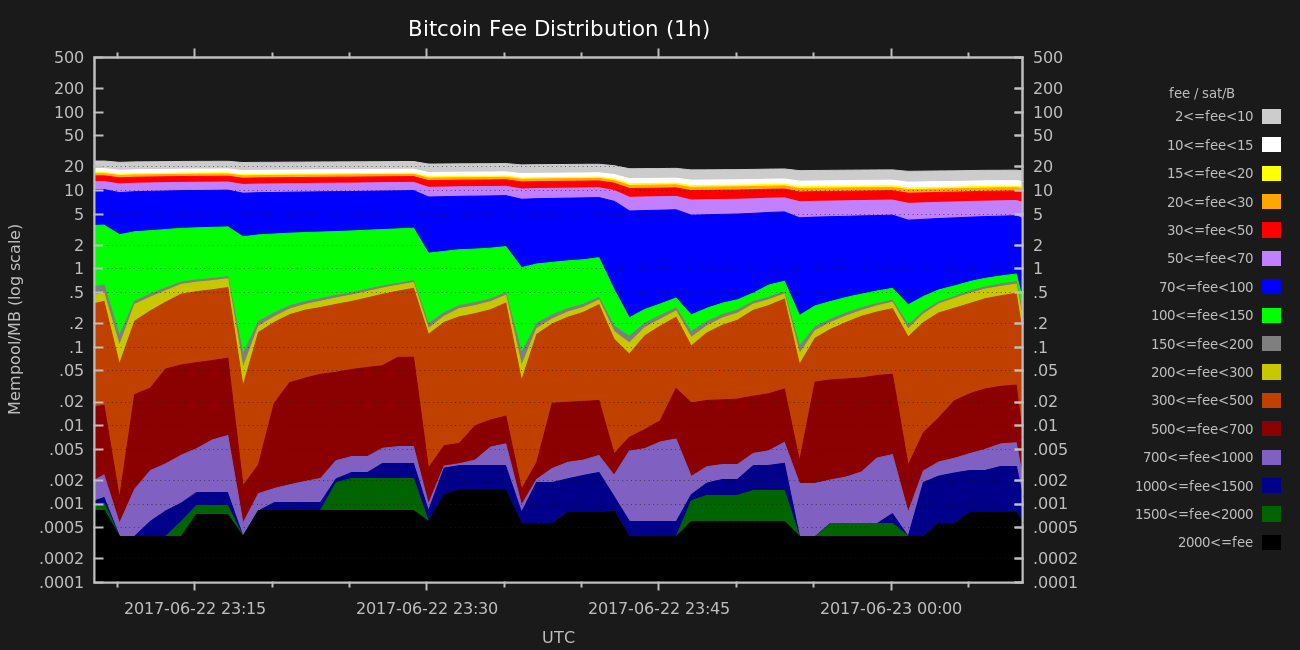 Bitcoin Fee Distribution (1h)
500
200
100
50
20
10
5
2
1
.5
.2
.1
.05
.02
.01
.005
.002
.001
.0005
.0002
.0001
Mempool/MB (log scale)
500
200
100
50
20
10
5
2
1
.5
.2
.1
.05
.02
.01
.005
.002
.001
.0005
.0002
.0001
2017-06-22 23:15 2017-06-22 23:30 2017-06-22 23:45 2017-06-23 00:00
UTC
fee / sat/B
2<=fee<10
10<=fee<15
15<=fee<20
20<=fee<30
30<=fee<50
50<=fee<70
70<=fee<100
100<=fee<150
150<=fee<200
200<=fee<300
300<=fee<500
500<=fee<700
700<=fee<1000
1000<=fee<1500
1500<=fee<2000
2000<=fee